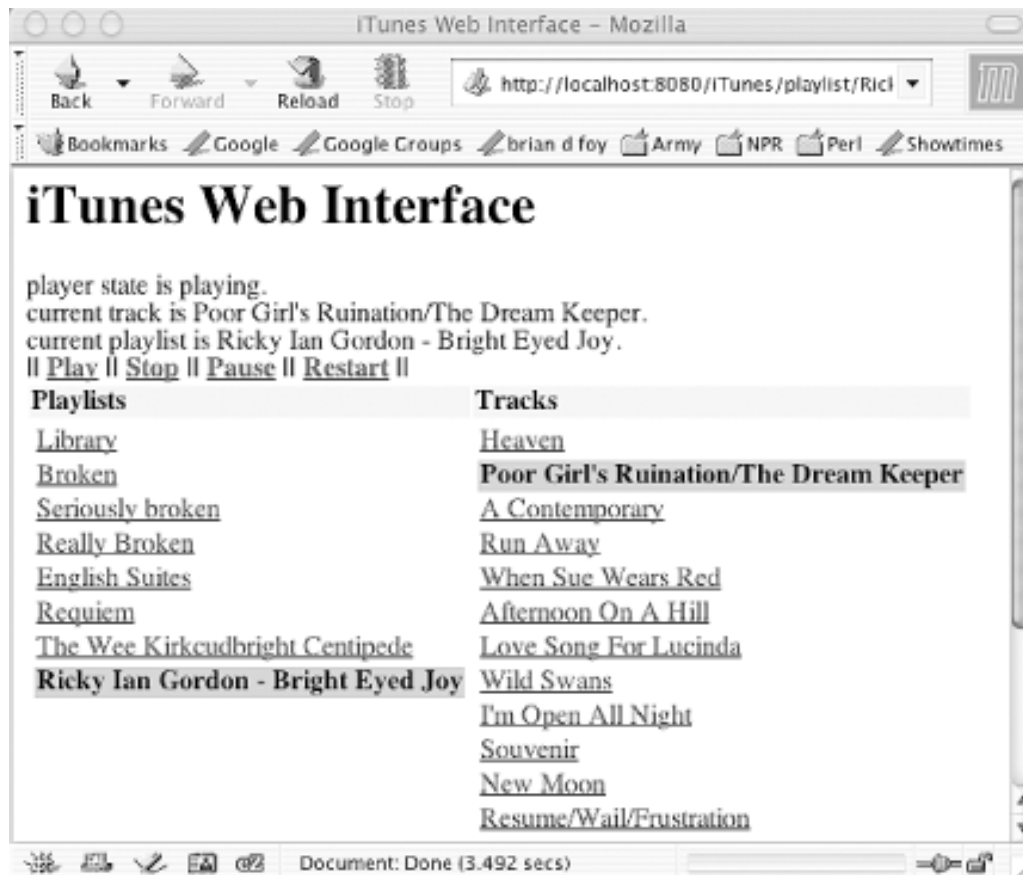 iTunes Web Interface – Mozilla
Back Forward Reload Stop http://localhost:8080/iTunes/playlist/Rick
Bookmarks Google Google Groups brian d foy Army NPR Perl Showtimes
iTunes Web Interface
player state is playing.
current track is Poor Girl's Ruination/The Dream Keeper.
current playlist is Ricky Ian Gordon - Bright Eyed Joy.
|| Play || Stop || Pause || Restart ||
Playlists
Library
Broken
Seriously broken
Really Broken
English Suites
Requiem
The Wee Kirkcudbright Centipede
Ricky Ian Gordon - Bright Eyed Joy
Tracks
Heaven
Poor Girl's Ruination/The Dream Keeper
A Contemporary
Run Away
When Sue Wears Red
Afternoon On A Hill
Love Song For Lucinda
Wild Swans
I'm Open All Night
Souvenir
New Moon
Resume/Wail/Frustration
Document: Done (3.492 secs)